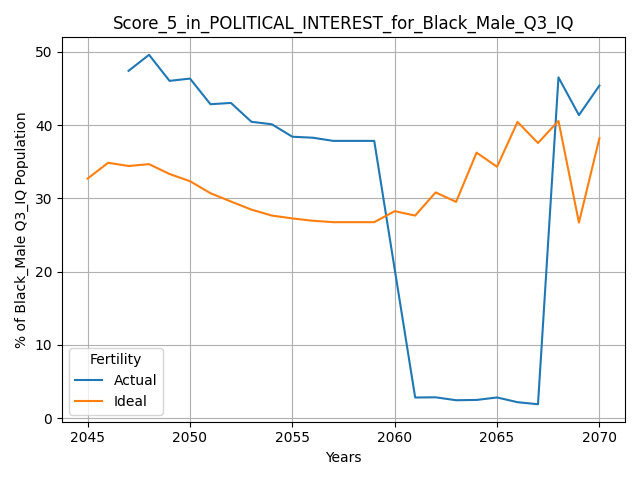 Score_5_in_POLITICAL_INTEREST_for_Black_Male_Q3_IQ
% of Black_Male Q3_IQ Population
50
40
30
20
10
0
Fertility
Actual
Ideal
2045 2050 2055 2060 2065 2070
Years